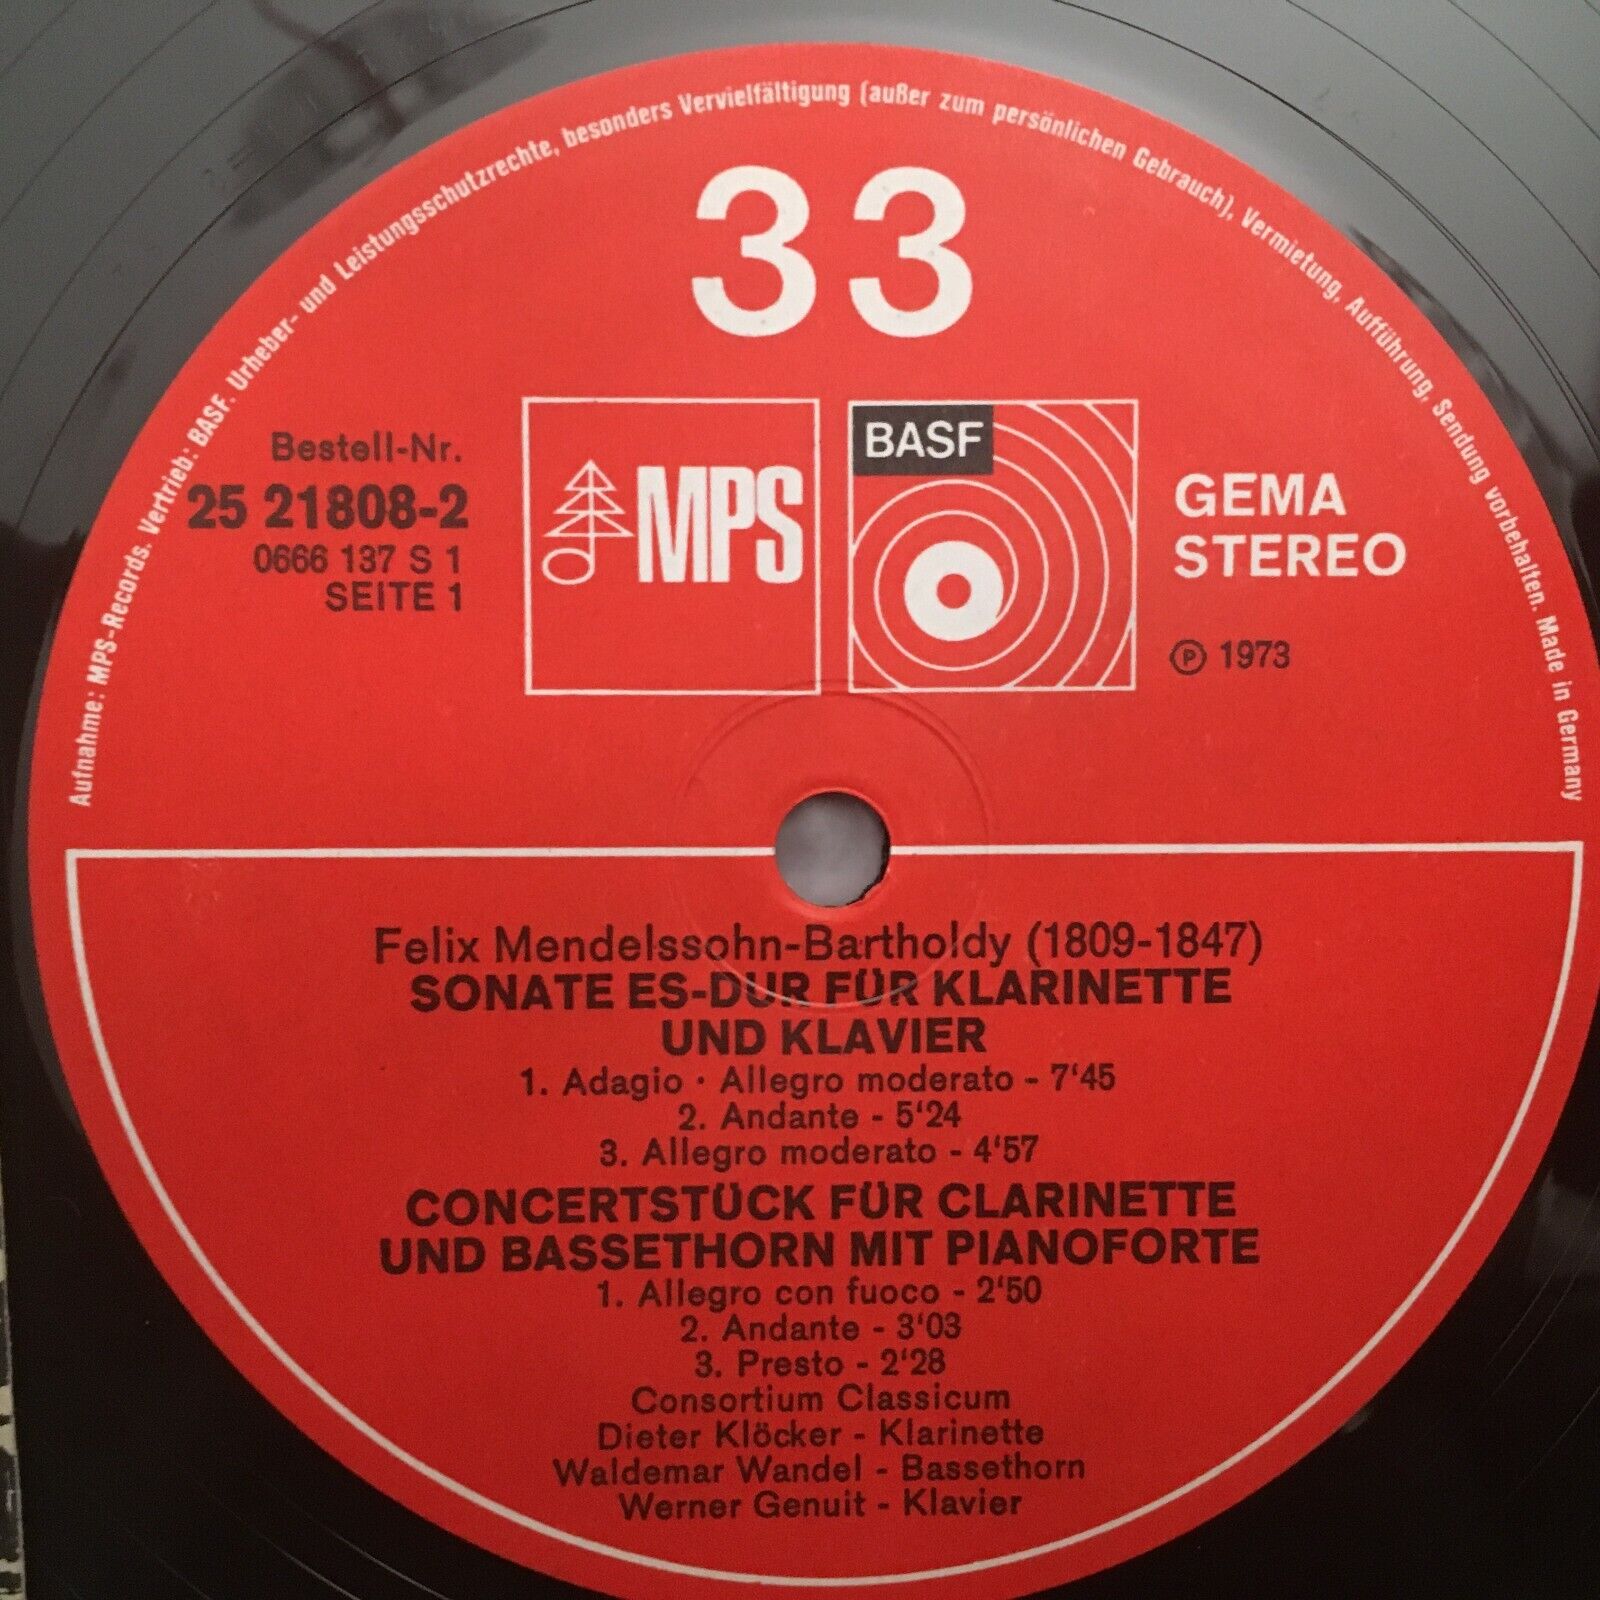 Aufnahme: MPS-Records. Vertrieb: BASF. Urheber- und Leistungsschutzrechte, besonders Vervielfältigung (außer zum persönlichen Gebrauch), Vermietung, Aufführung, Sendung vorbehalten. Made in Germany
33
Bestell-Nr.
25 21808-2
0666 137 S 1
SEITE 1
MPS
BASF
GEMA
STEREO
Ⓟ 1973
Felix Mendelssohn-Bartholdy (1809-1847)
SONATE ES-DUR FÜR KLARINETTE
UND KLAVIER
1. Adagio · Allegro moderato - 7‘45
2. Andante - 5‘24
3. Allegro moderato - 4‘57
CONCERTSTÜCK FÜR CLARINETTE
UND BASSETHORN MIT PIANOFORTE
1. Allegro con fuoco - 2‘50
2. Andante - 3‘03
3. Presto - 2‘28
Consortium Classicum
Dieter Klöcker - Klarinette
Waldemar Wandel - Bassethorn
Werner Genuit - Klavier